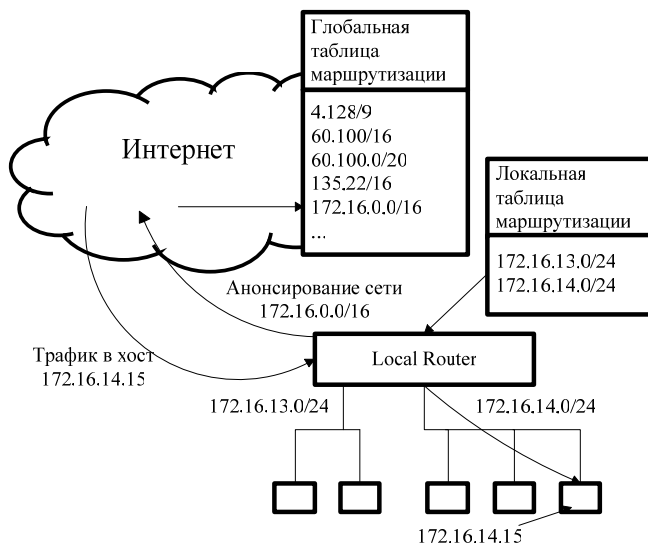 Глобальная
таблица
маршрутизации
4.128/9
60.100/16
60.100.0/20
135.22/16
172.16.0.0/16
...
Интернет
Локальная
таблица
маршрутизации
172.16.13.0/24
172.16.14.0/24
Анонсирование сети
172.16.0.0/16
Трафик в хост
172.16.14.15
Local Router
172.16.13.0/24
172.16.14.0/24
172.16.14.15